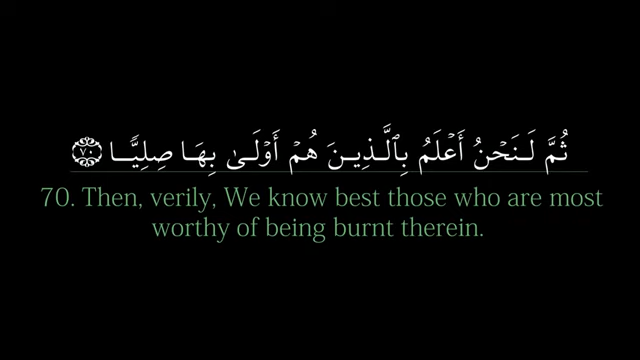 ثُمَّ لَنَحۡنُ أَعۡلَمُ بِٱلَّذِينَ هُمۡ أَوۡلَىٰ بِهَا صِلِيّٗا ٧٠
70. Then, verily, We know best those who are most
worthy of being burnt therein.